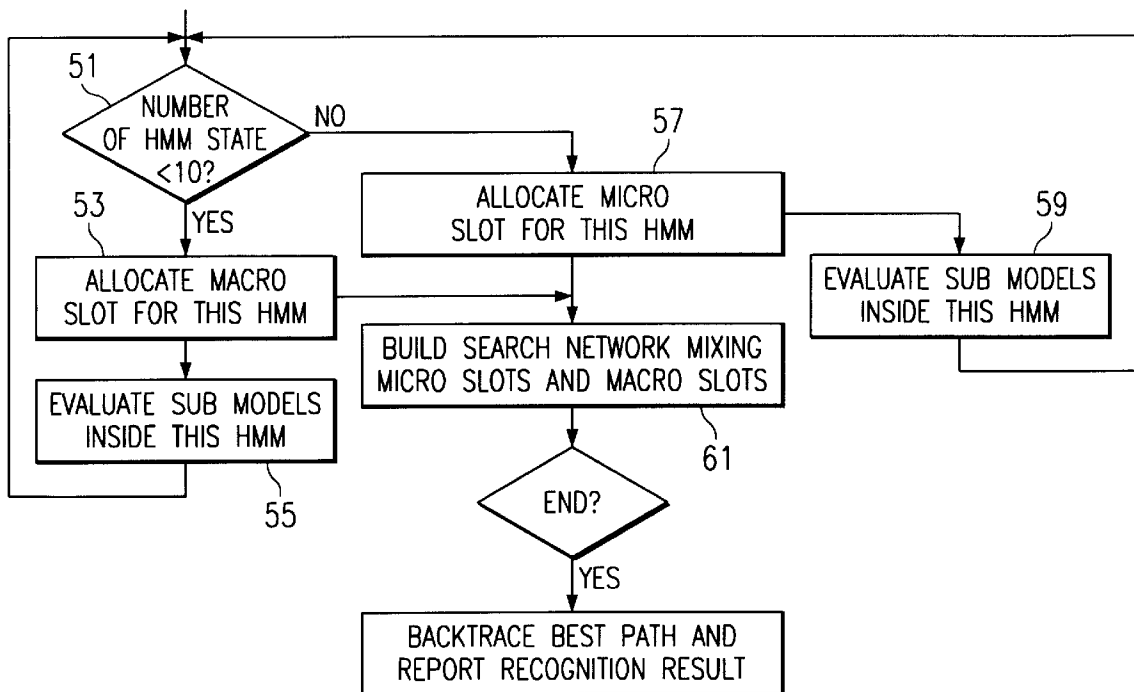 51
NUMBER
OF HMM STATE
<10?
NO
YES
53
ALLOCATE MACRO
SLOT FOR THIS HMM
EVALUATE SUB MODELS
INSIDE THIS HMM
55
57
ALLOCATE MICRO
SLOT FOR THIS HMM
59
EVALUATE SUB MODELS
INSIDE THIS HMM
BUILD SEARCH NETWORK MIXING
MICRO SLOTS AND MACRO SLOTS
61
END?
YES
BACKTRACE BEST PATH AND
REPORT RECOGNITION RESULT